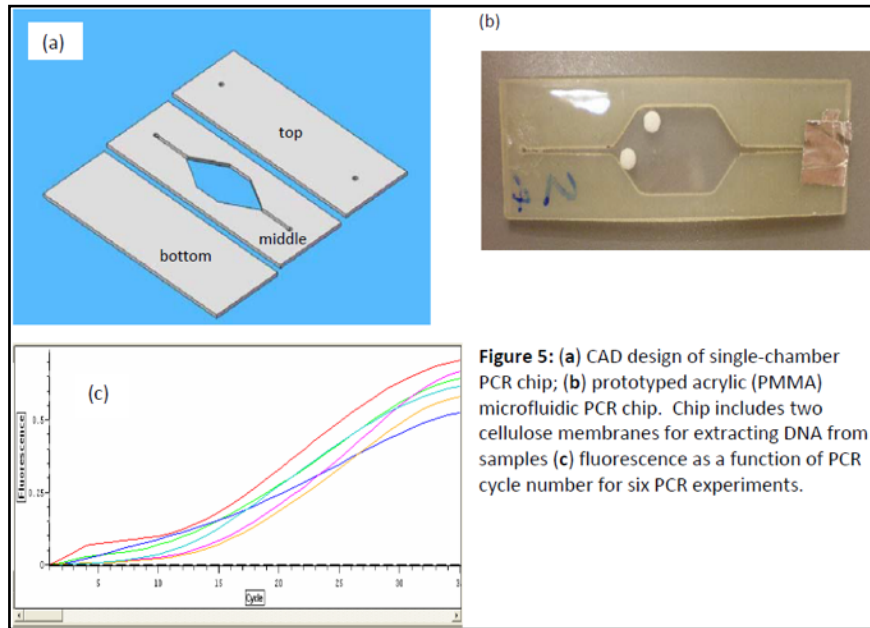 (a)
top
middle
bottom
(b)
(c)
[Fluorescence]
0.5
0.25
0
5
10
15
20
25
30
3
Cycle
Figure 5: (a) CAD design of single-chamber
PCR chip; (b) prototyped acrylic (PMMA)
microfluidic PCR chip. Chip includes two
cellulose membranes for extracting DNA from
samples (c) fluorescence as a function of PCR
cycle number for six PCR experiments.